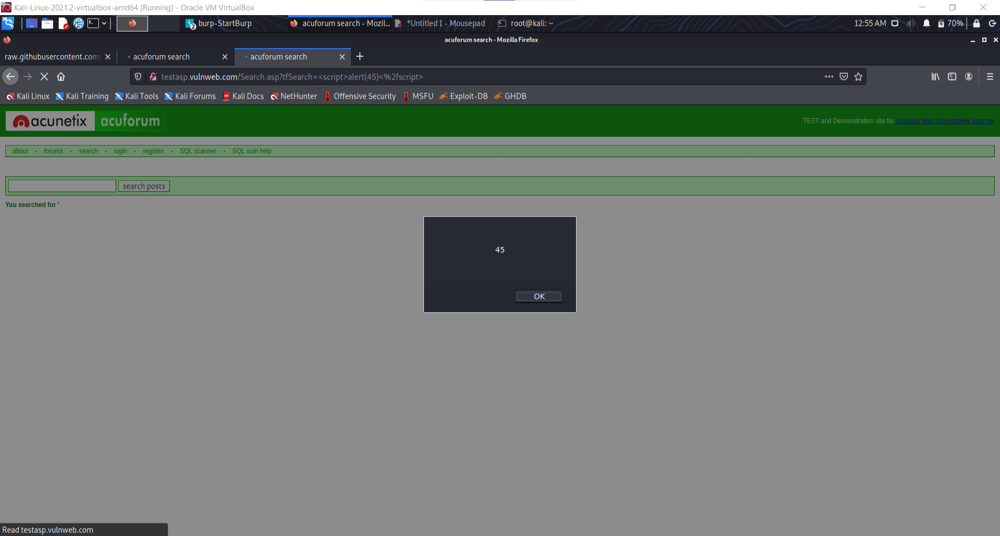 Kali-Linux-2021.2-virtualbox-amd64 [Running] - Oracle VM VirtualBox
burp-StartBurp acuforum search - Mozil... *Untitled 1 - Mousepad root@kali: ~ 12:55 AM 70%
acuforum search - Mozilla Firefox
raw.githubusercontent.com/ acuforum search acuforum search
testasp.vulnweb.com/Search.asp?tfSearch=<script>alert(45)<%2fscript>
Kali Linux Kali Training Kali Tools Kali Forums Kali Docs NetHunter Offensive Security MSFU Exploit-DB GHDB
acunetix acuforum TEST and Demonstration site for Acunetix Web Vulnerability Scanner
about - forums - search - login - register - SQL scanner - SQL vuln help
search posts
You searched for '
45
OK
Read testasp.vulnweb.com